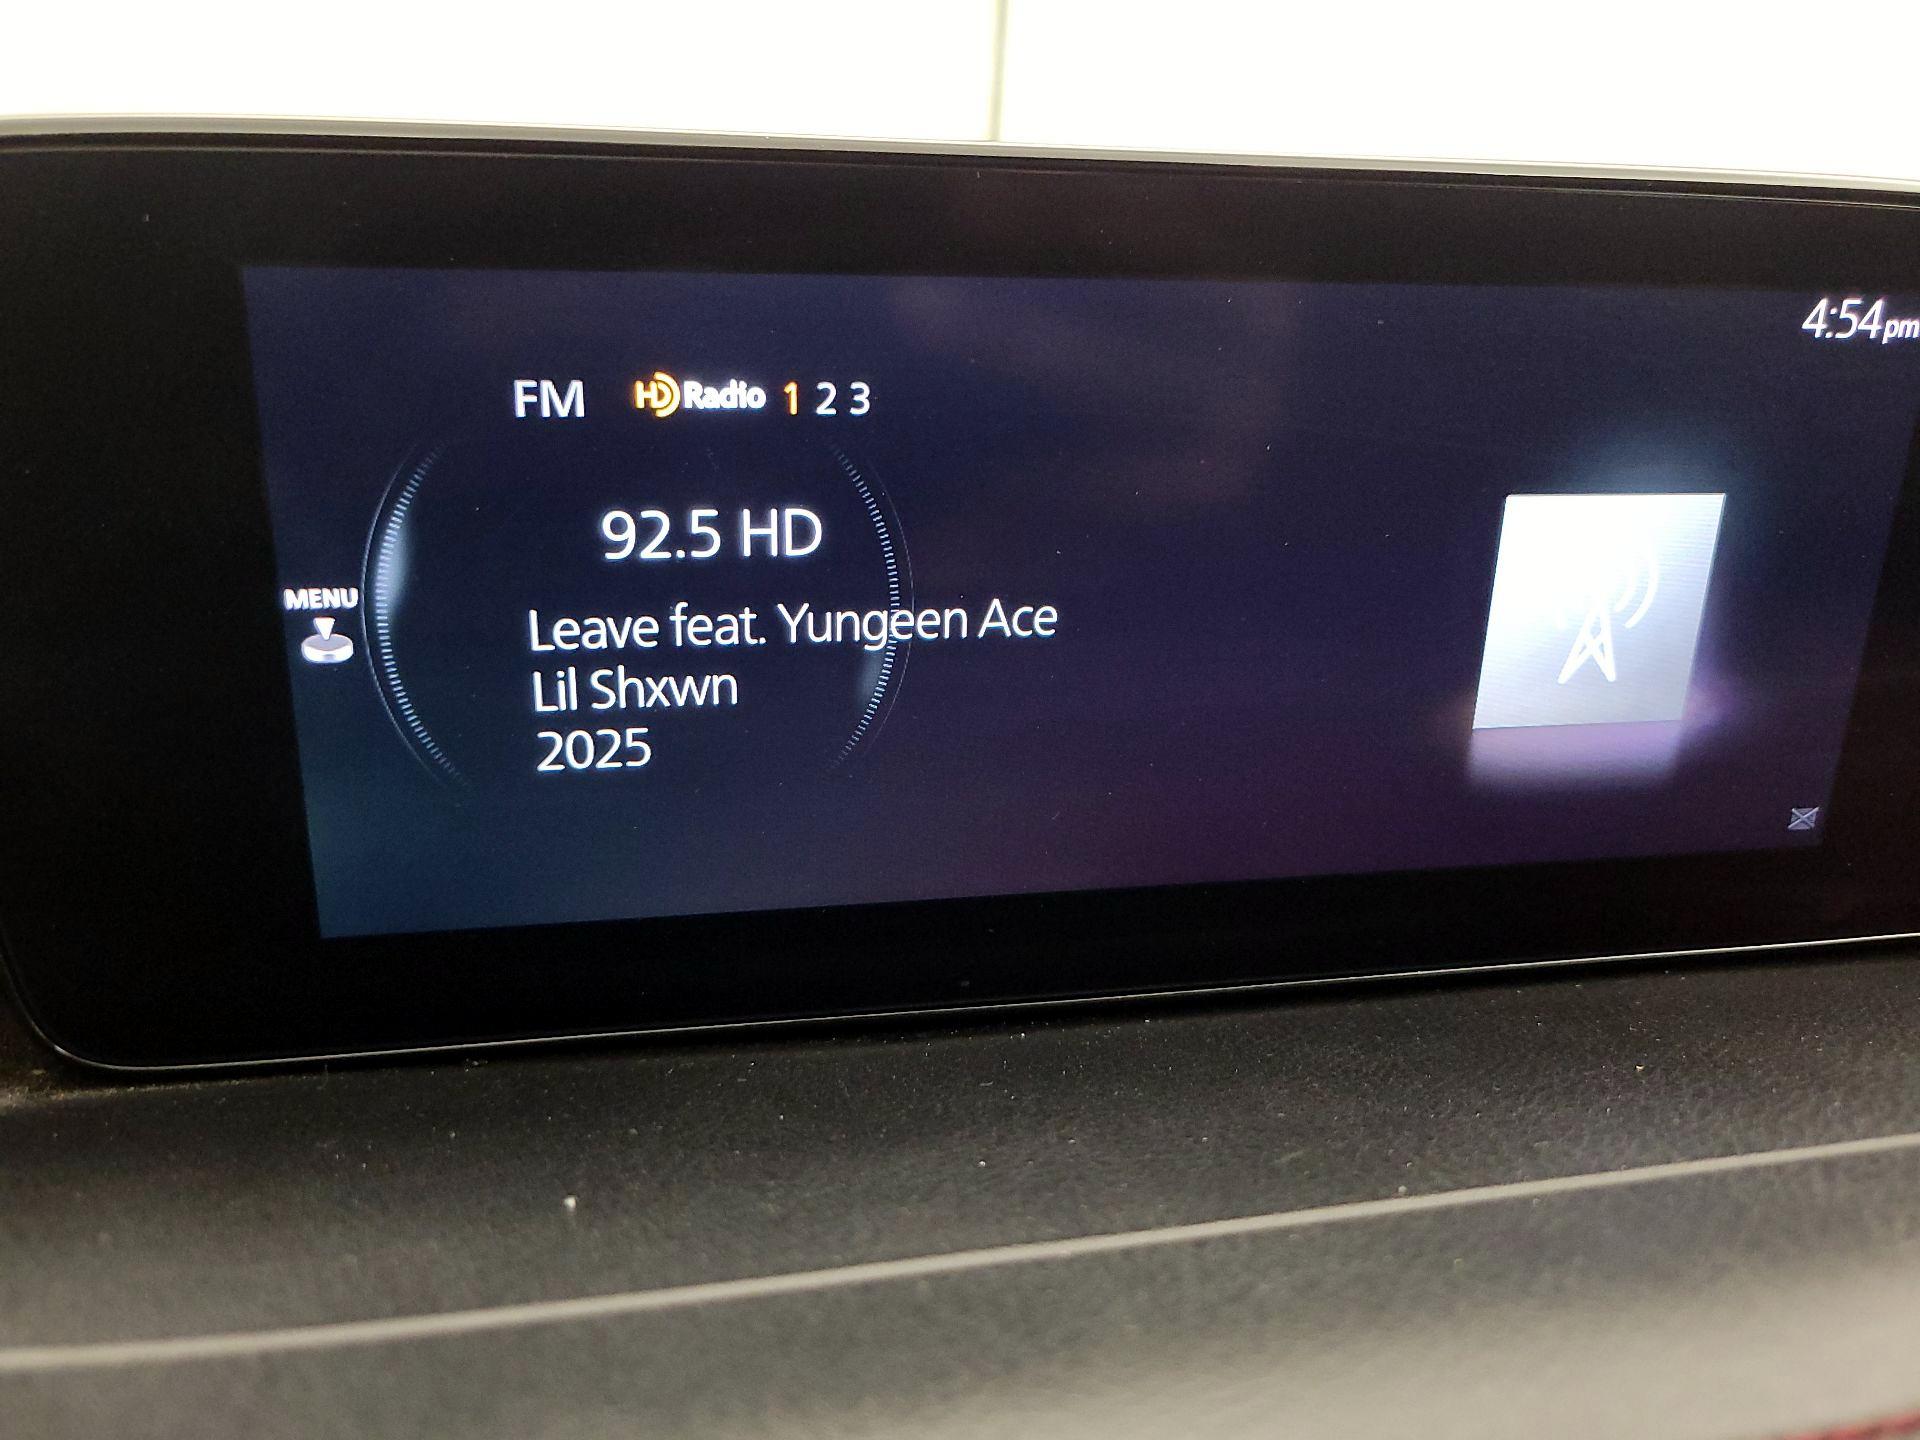 4:54pm
FM HD Radio 1 2 3
92.5 HD
MENU
Leave feat. Yungeen Ace
Lil Shxwn
2025